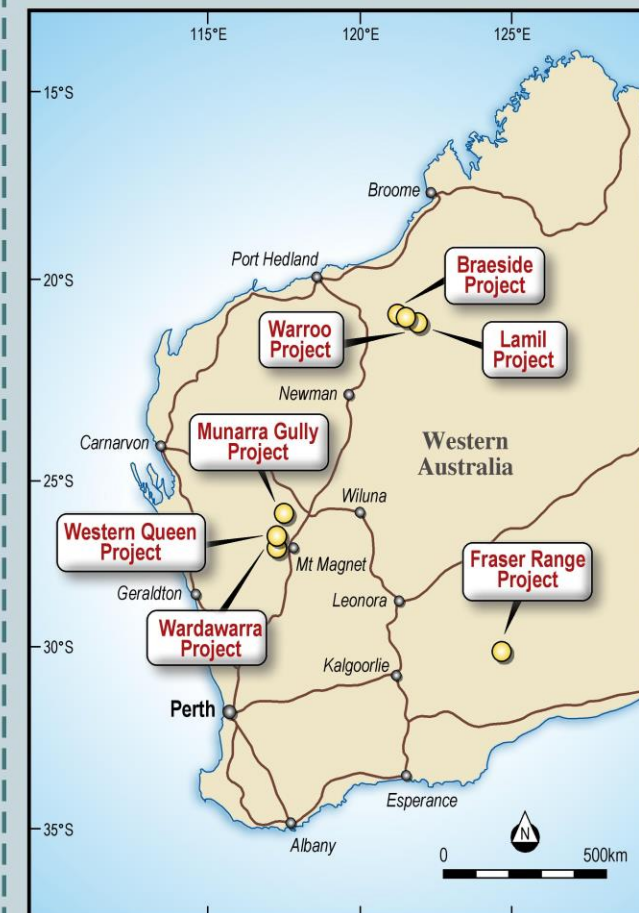 115°E
120°E
125°E
15°S
Broome
20°S
Port Hedland
Braeside
Project
Warroo
Project
Lamil
Project
Newman
Munarra Gully
Project
Western
Australia
Carnarvon
25°S
Wiluna
Western Queen
Project
Mt Magnet
Fraser Range
Project
Geraldton
Leonora
Wardawarra
Project
30°S
Kalgoorlie
Perth
Esperance
35°S
Albany
N
0
500km